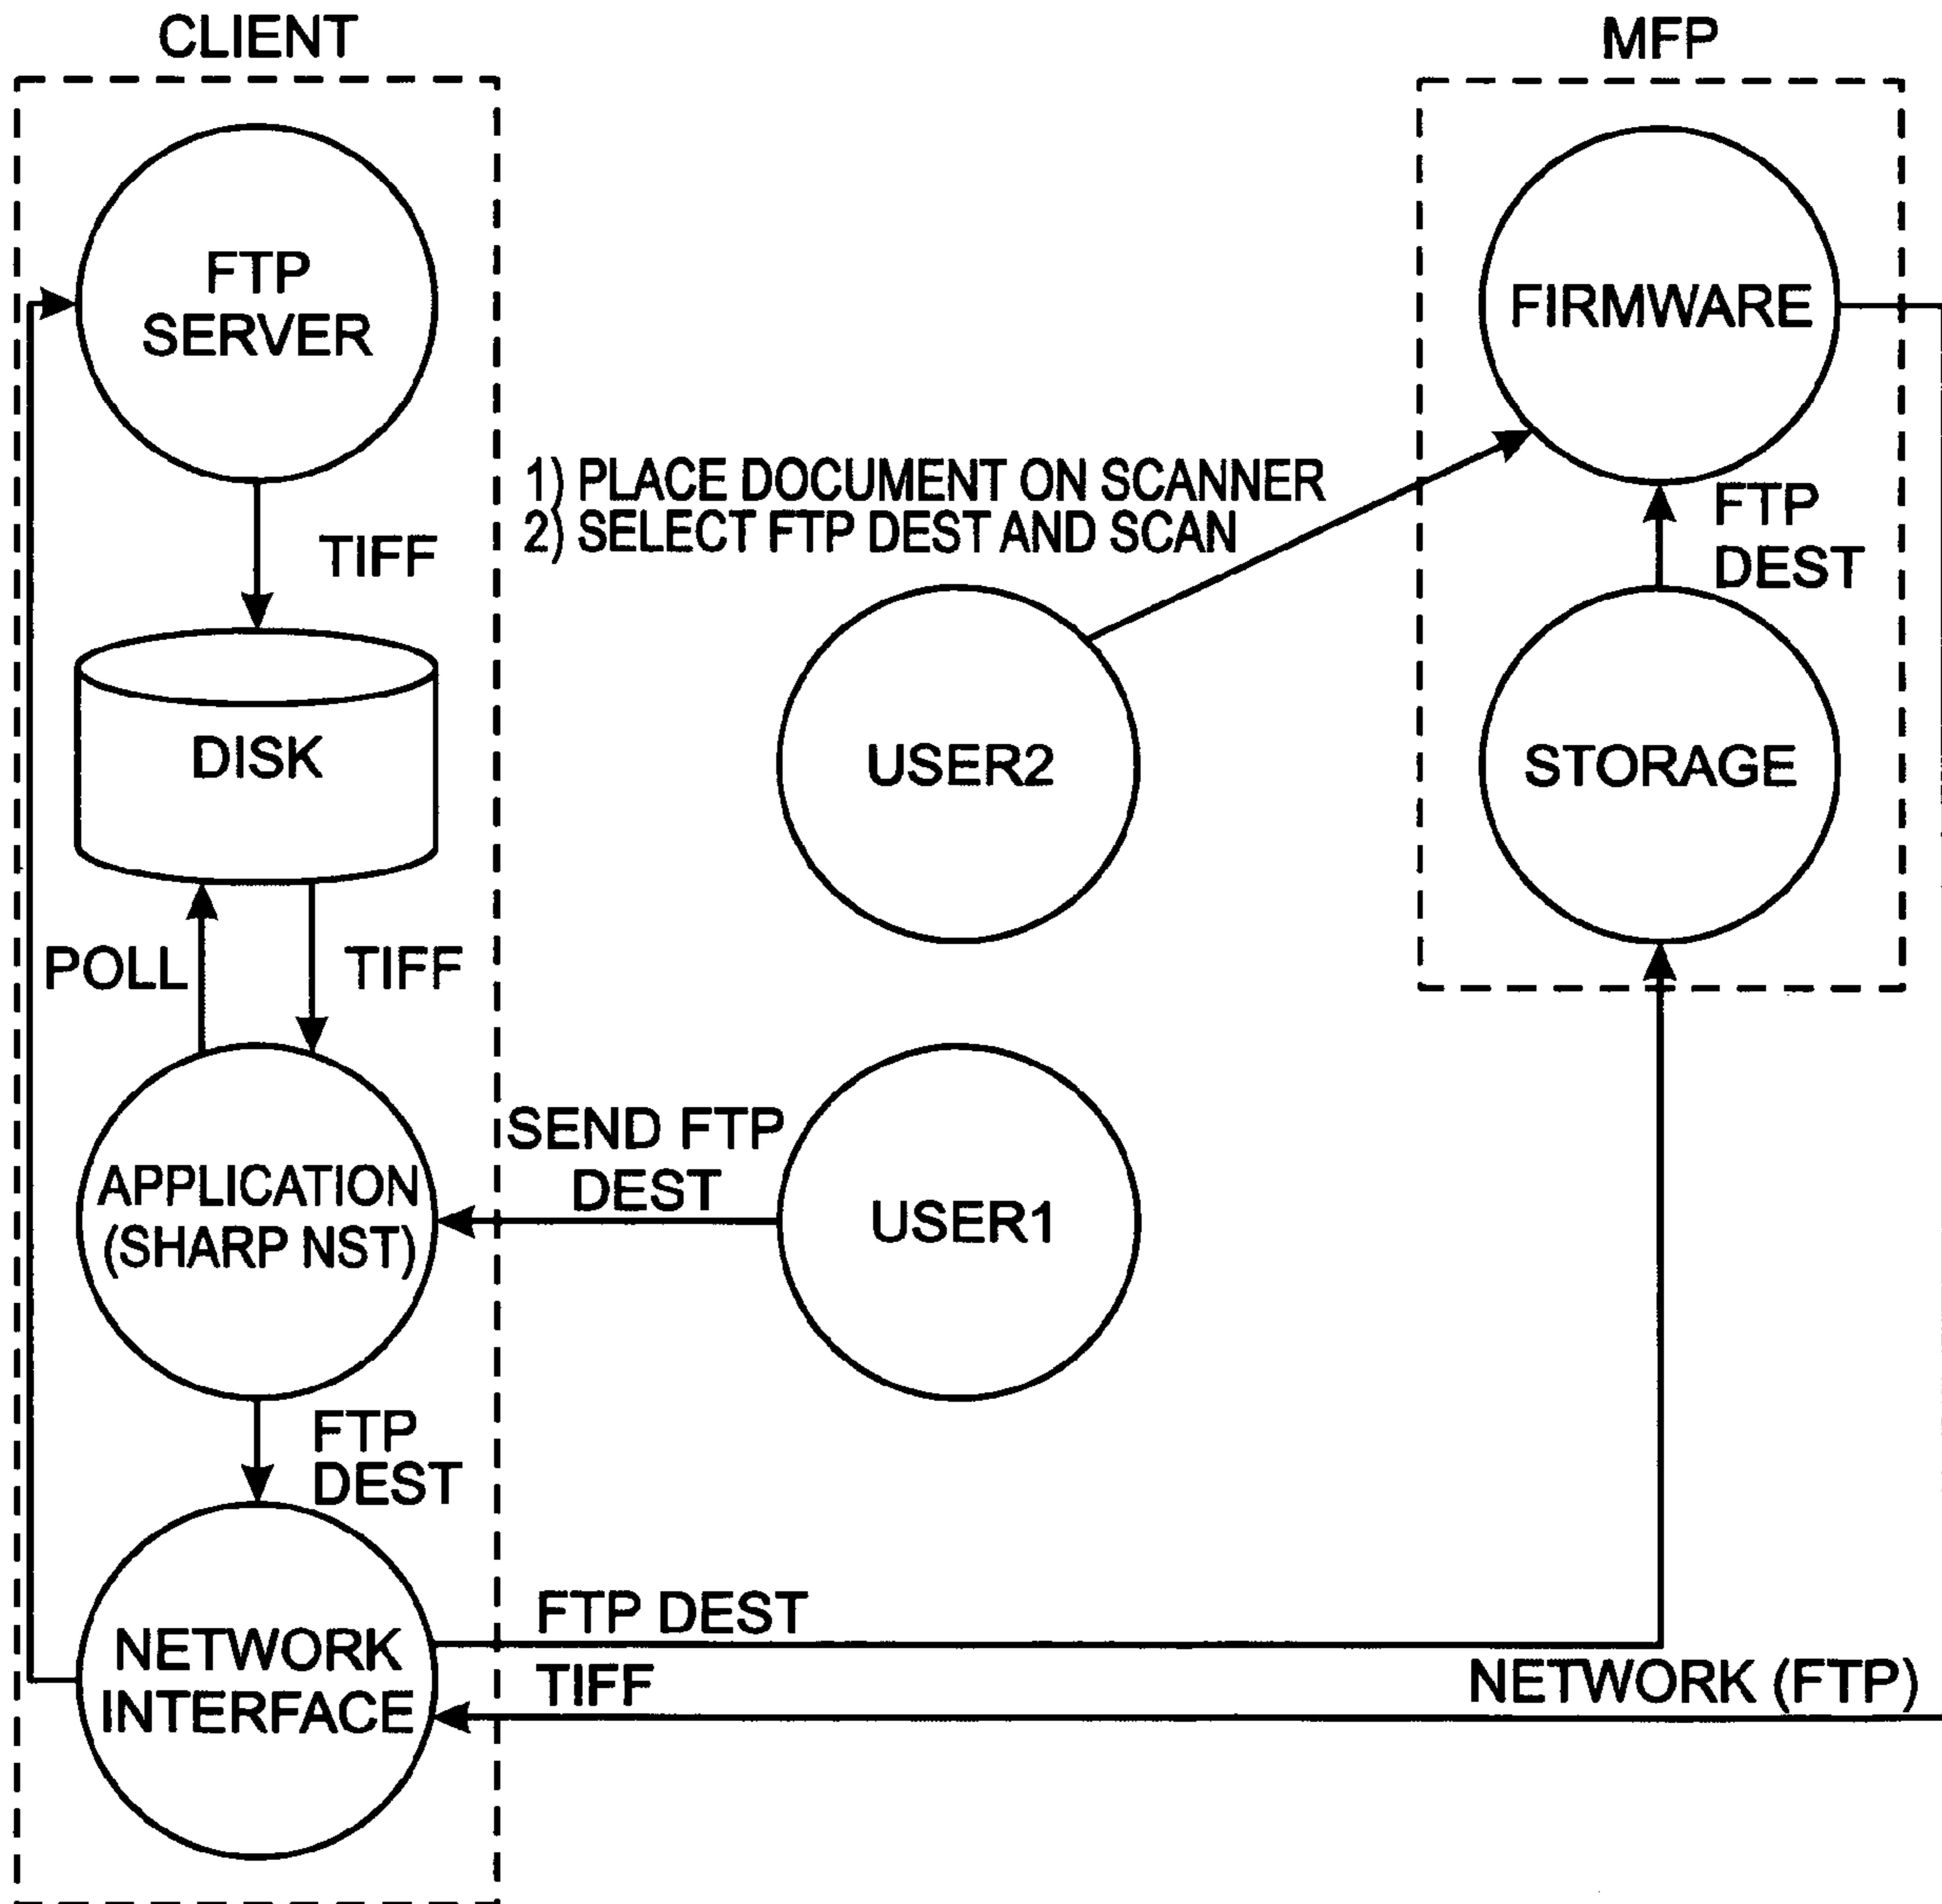 CLIENT
MFP
FTP
SERVER
FIRMWARE
1) PLACE DOCUMENT ON SCANNER
2) SELECT FTP DEST AND SCAN
FTP
DEST
TIFF
DISK
USER2
STORAGE
POLL
TIFF
SEND FTP
DEST
APPLICATION
(SHARP NST)
USER1
FTP
DEST
FTP DEST
NETWORK
INTERFACE
TIFF
NETWORK (FTP)